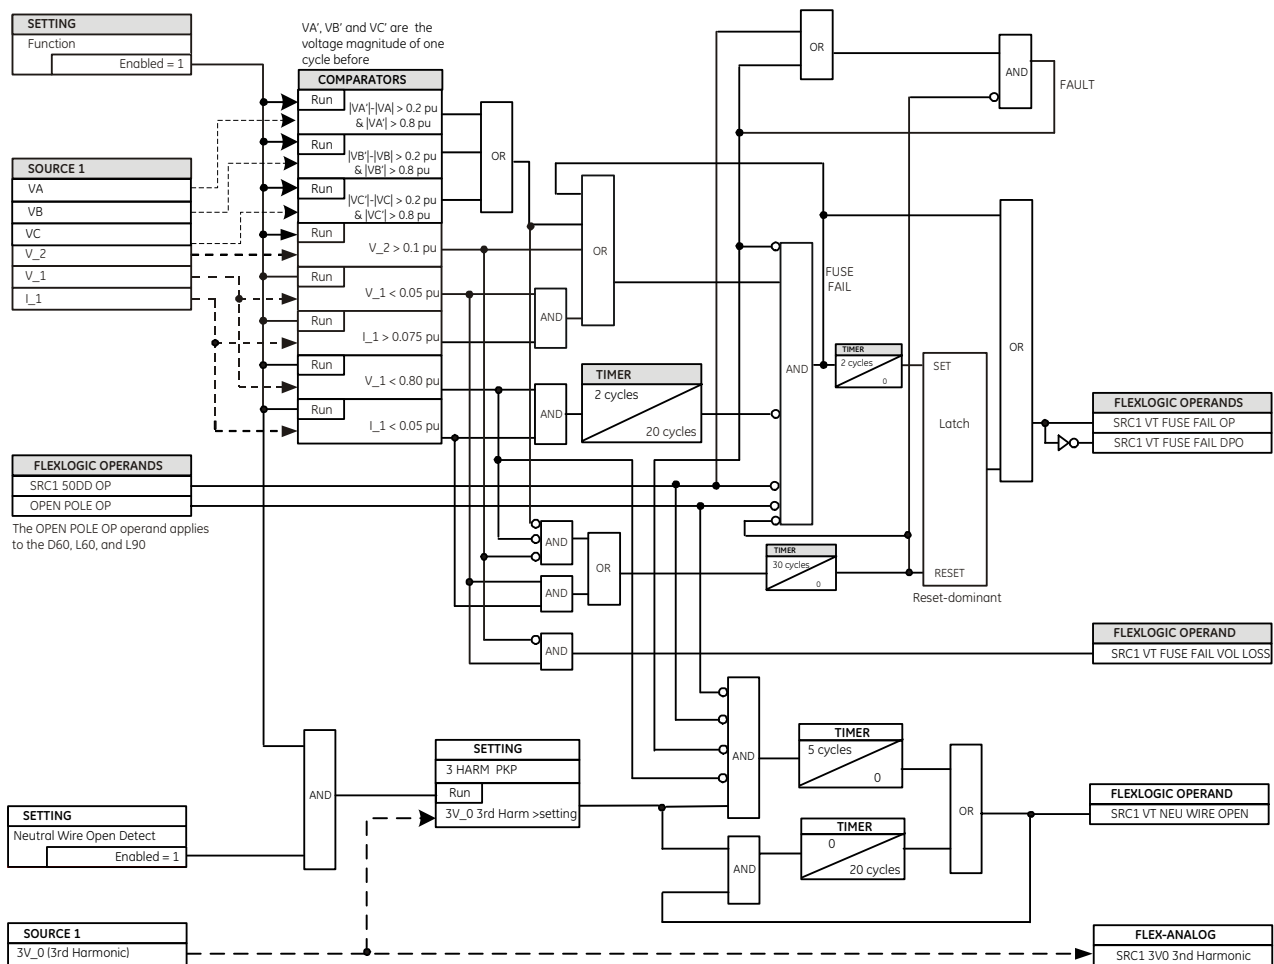 SETTING
Function
Enabled = 1
VA', VB' and VC' are the
voltage magnitude of one
cycle before
COMPARATORS
Run
|VA'|-|VA| > 0.2 pu
& |VA'| > 0.8 pu
Run
|VB'|-|VB| > 0.2 pu
& |VB'| > 0.8 pu
Run
|VC'|-|VC| > 0.2 pu
& |VC'| > 0.8 pu
Run
V_2 > 0.1 pu
Run
V_1 < 0.05 pu
Run
I_1 > 0.075 pu
Run
V_1 < 0.80 pu
Run
I_1 < 0.05 pu
SOURCE 1
VA
VB
VC
V_2
V_1
I_1
OR
OR
AND
FAULT
OR
FUSE
FAIL
AND
AND
TIMER
2 cycles
20 cycles
AND
TIMER
2 cycles
0
SET
Latch
RESET
Reset-dominant
OR
FLEXLOGIC OPERANDS
SRC1 VT FUSE FAIL OP
SRC1 VT FUSE FAIL DPO
FLEXLOGIC OPERANDS
SRC1 50DD OP
OPEN POLE OP
The OPEN POLE OP operand applies
to the D60, L60, and L90
AND
AND
OR
TIMER
30 cycles
0
AND
FLEXLOGIC OPERAND
SRC1 VT FUSE FAIL VOL LOSS
AND
SETTING
3 HARM PKP
Run
3V_0 3rd Harm >setting
AND
TIMER
5 cycles
0
AND
TIMER
0
20 cycles
OR
FLEXLOGIC OPERAND
SRC1 VT NEU WIRE OPEN
SETTING
Neutral Wire Open Detect
Enabled = 1
SOURCE 1
3V_0 (3rd Harmonic)
FLEX-ANALOG
SRC1 3V0 3nd Harmonic